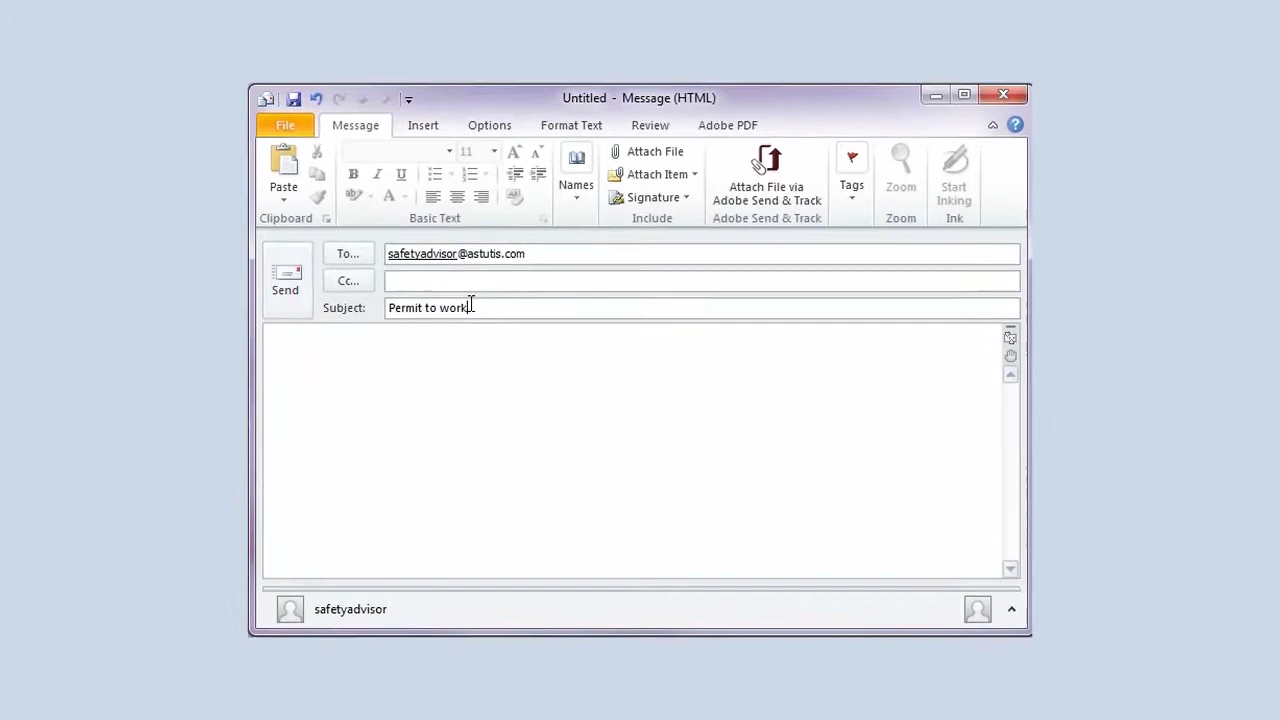 Untitled - Message (HTML)
File Message Insert Options Format Text Review Adobe PDF
Paste
Clipboard
11
B I U
Basic Text
Names
Attach File
Attach Item
Signature
Include
Attach File via
Adobe Send & Track
Adobe Send & Track
Tags
Zoom
Zoom
Start
Inking
Ink
Send
To... safetyadvisor@astutis.com
Cc...
Subject: Permit to work
safetyadvisor